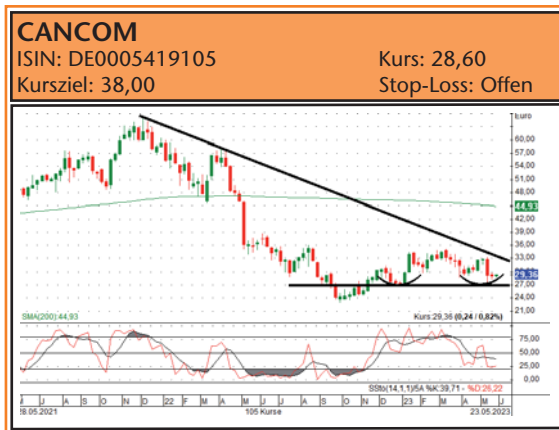 CANCOM
ISIN: DE0005419105 Kurs: 28,60
Kursziel: 38,00 Stop-Loss: Offen
Euro
60,00
57,00
54,00
51,00
48,00
44,93
42,00
39,00
36,00
33,00
29,36
27,00
24,00
21,00
SMA(200):44,93 Kurs:29,36 (0,24 / 0,82%)
75,00
50,00
25,00
0,00
SSto(14,1,1)/5A %K:39,71 - %D:26,22
J A S O N D 22 F M A M J J A S O N D 23 F M A M J
28.05.2021 105 Kurse 23.05.2023